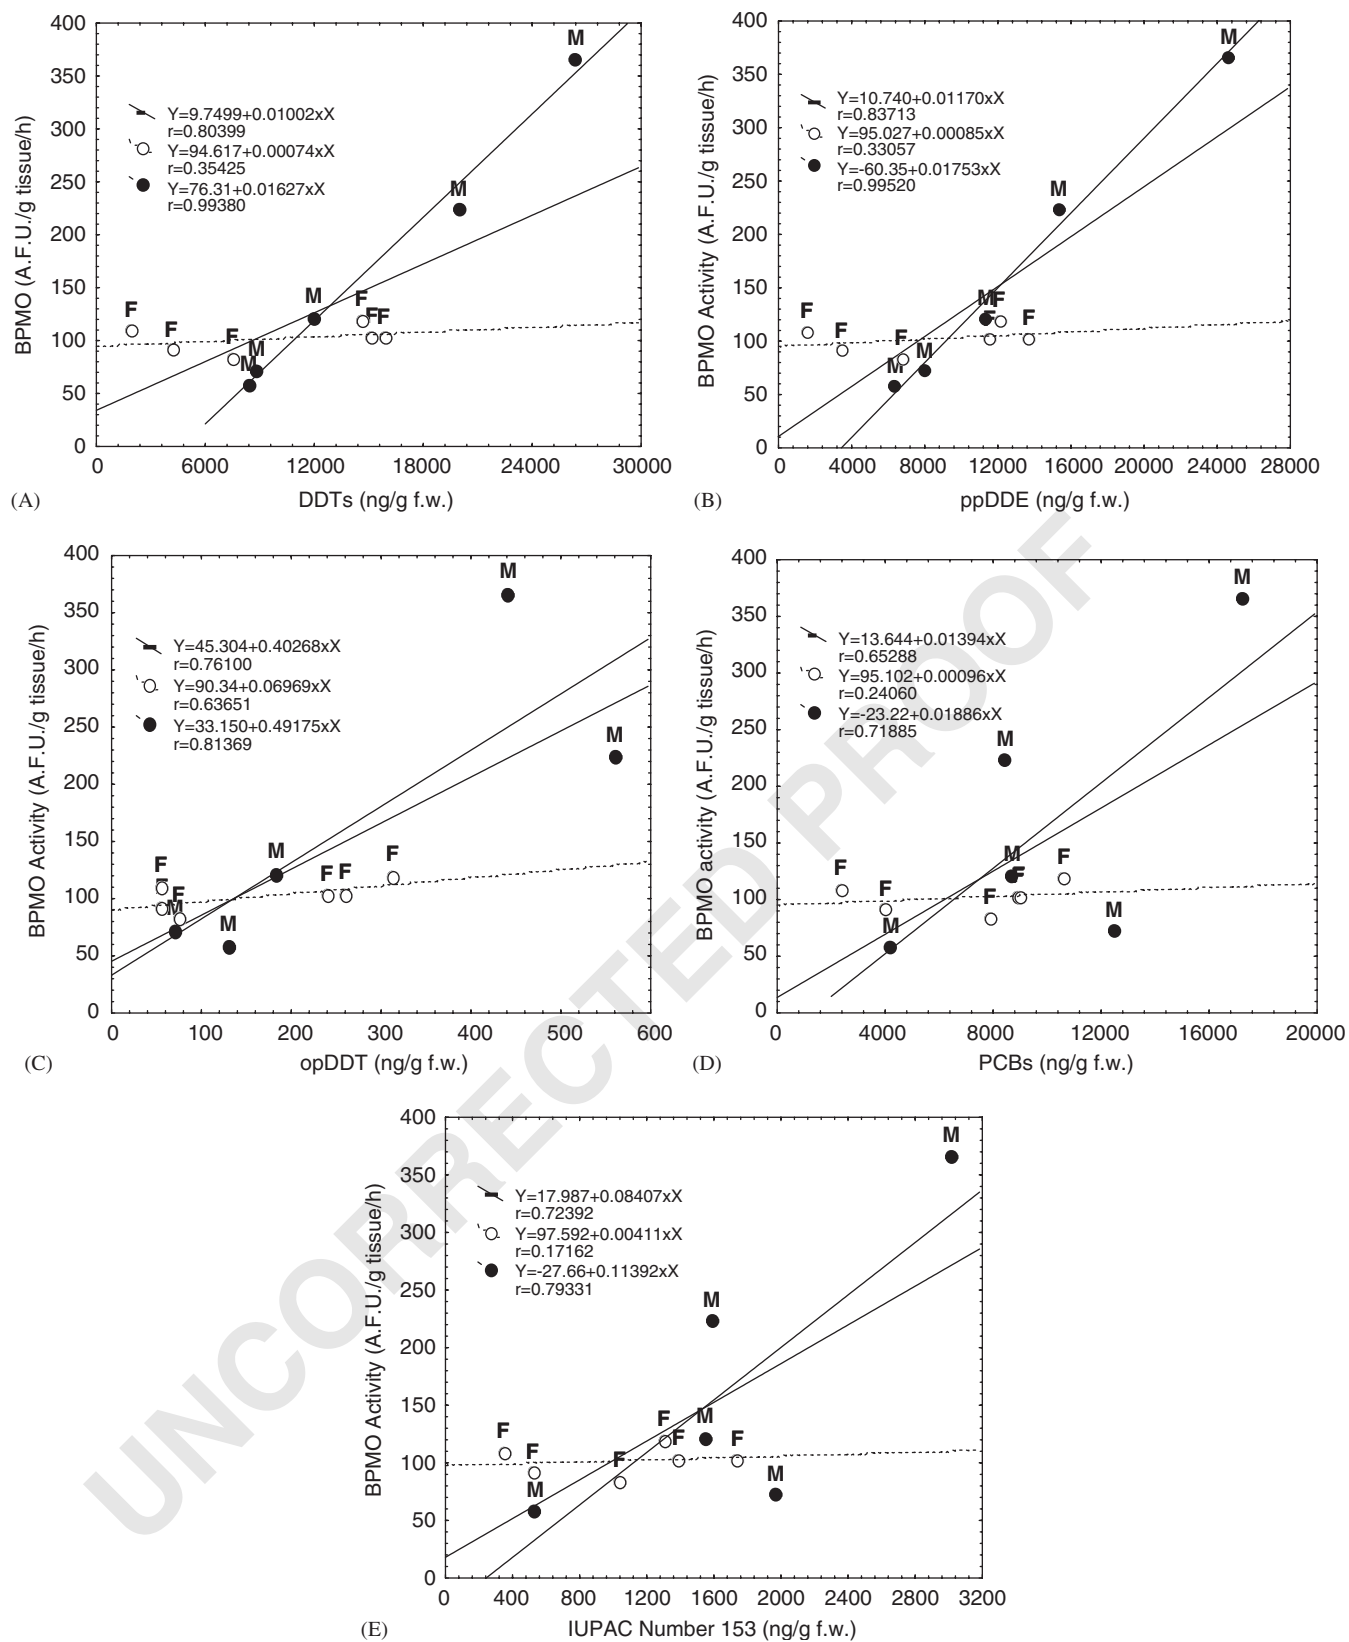 BPMO (A.F.U./g tissue/h)
400
350
300
250
200
150
100
50
0
Y=9.7499+0.01002xX
r=0.80399
Y=94.617+0.00074xX
r=0.35425
Y=76.31+0.01627xX
r=0.99380
M
M
M
M
M
F
F
F
F
F
F
0 6000 12000 18000 24000 30000
(A) DDTs (ng/g f.w.)
BPMO Activity (A.F.U./g tissue/h)
400
350
300
250
200
150
100
50
0
Y=10.740+0.01170xX
r=0.83713
Y=95.027+0.00085xX
r=0.33057
Y=-60.35+0.01753xX
r=0.99520
M
M
M
M
M
F
F
F
F
F
F
0 4000 8000 12000 16000 20000 24000 28000
(B) ppDDE (ng/g f.w.)
BPMO Activity (A.F.U./g tissue/h)
400
350
300
250
200
150
100
50
0
Y=45.304+0.40268xX
r=0.76100
Y=90.34+0.06969xX
r=0.63651
Y=33.150+0.49175xX
r=0.81369
M
M
M
M
M
F
F
F
F
F
0 100 200 300 400 500 600
(C) opDDT (ng/g f.w.)
BPMO activity (A.F.U./g tissue/h)
400
350
300
250
200
150
100
50
0
Y=13.644+0.01394xX
r=0.65288
Y=95.102+0.00096xX
r=0.24060
Y=-23.22+0.01886xX
r=0.71885
M
M
M
M
M
F
F
F
F
F
0 4000 8000 12000 16000 20000
(D) PCBs (ng/g f.w.)
BPMO Activity (A.F.U./g tissue/h)
400
350
300
250
200
150
100
50
0
Y=17.987+0.08407xX
r=0.72392
Y=97.592+0.00411xX
r=0.17162
Y=-27.66+0.11392xX
r=0.79331
M
M
M
M
M
F
F
F
F
F
F
0 400 800 1200 1600 2000 2400 2800 3200
(E) IUPAC Number 153 (ng/g f.w.)
UNCORRECTED PROOF